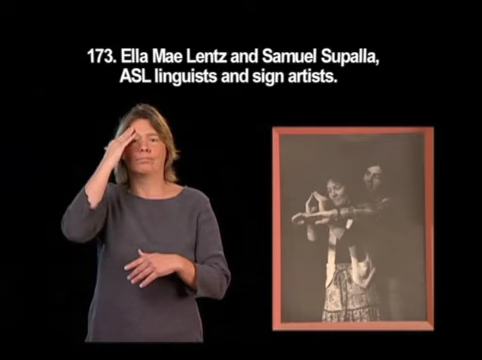 173. Ella Mae Lentz and Samuel Supalla,
ASL linguists and sign artists.